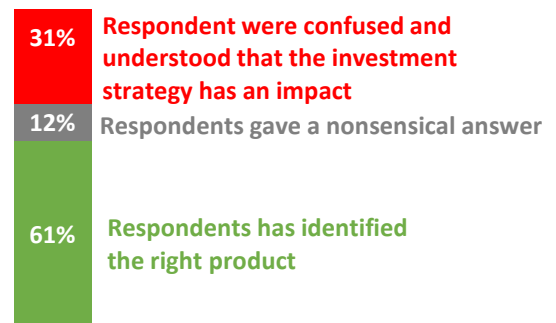 31% Respondent were confused and
understood that the investment
strategy has an impact
12% Respondents gave a nonsensical answer
61% Respondents has identified
the right product